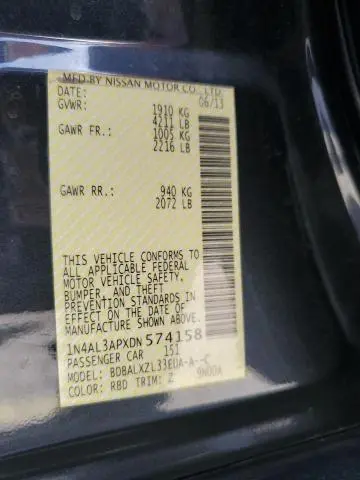 MFD BY NISSAN MOTOR CO., LTD.
DATE: 06/13
GVWR: 1910 KG
4211 LB
GAWR FR.: 1005 KG
2216 LB
GAWR RR.: 940 KG
2072 LB
THIS VEHICLE CONFORMS TO
ALL APPLICABLE FEDERAL
MOTOR VEHICLE SAFETY,
BUMPER, AND THEFT
PREVENTION STANDARDS IN
EFFECT ON THE DATE OF
MANUFACTURE SHOWN ABOVE.
1N4AL3APXDN574158
PASSENGER CAR 151
MODEL: BDBALXZL33EUA-A--C
COLOR: RBD TRIM: Z 9N00A